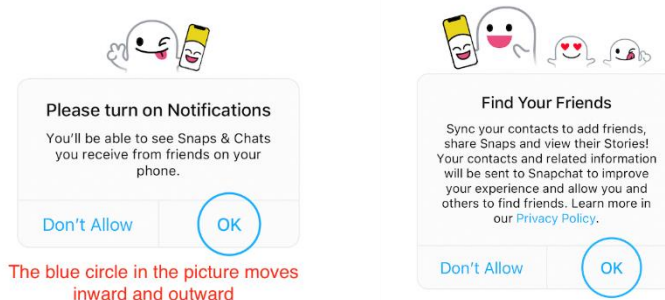 Please turn on Notifications
You'll be able to see Snaps & Chats
you receive from friends on your
phone.
Don't Allow
OK
The blue circle in the picture moves
inward and outward
Find Your Friends
Sync your contacts to add friends,
share Snaps and view their Stories!
Your contacts and related information
will be sent to Snapchat to improve
your experience and allow you and
others to find friends. Learn more in
our Privacy Policy.
Don't Allow
OK